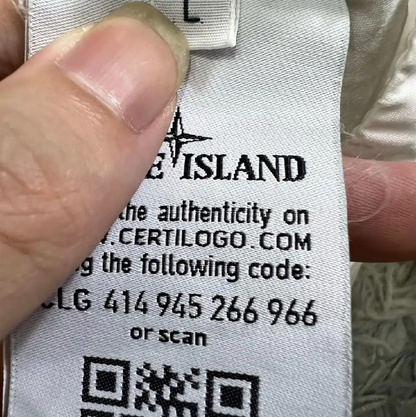 L
E ISLAND
the authenticity on
.CERTILOGO.COM
g the following code:
CLG 414 945 266 966
or scan